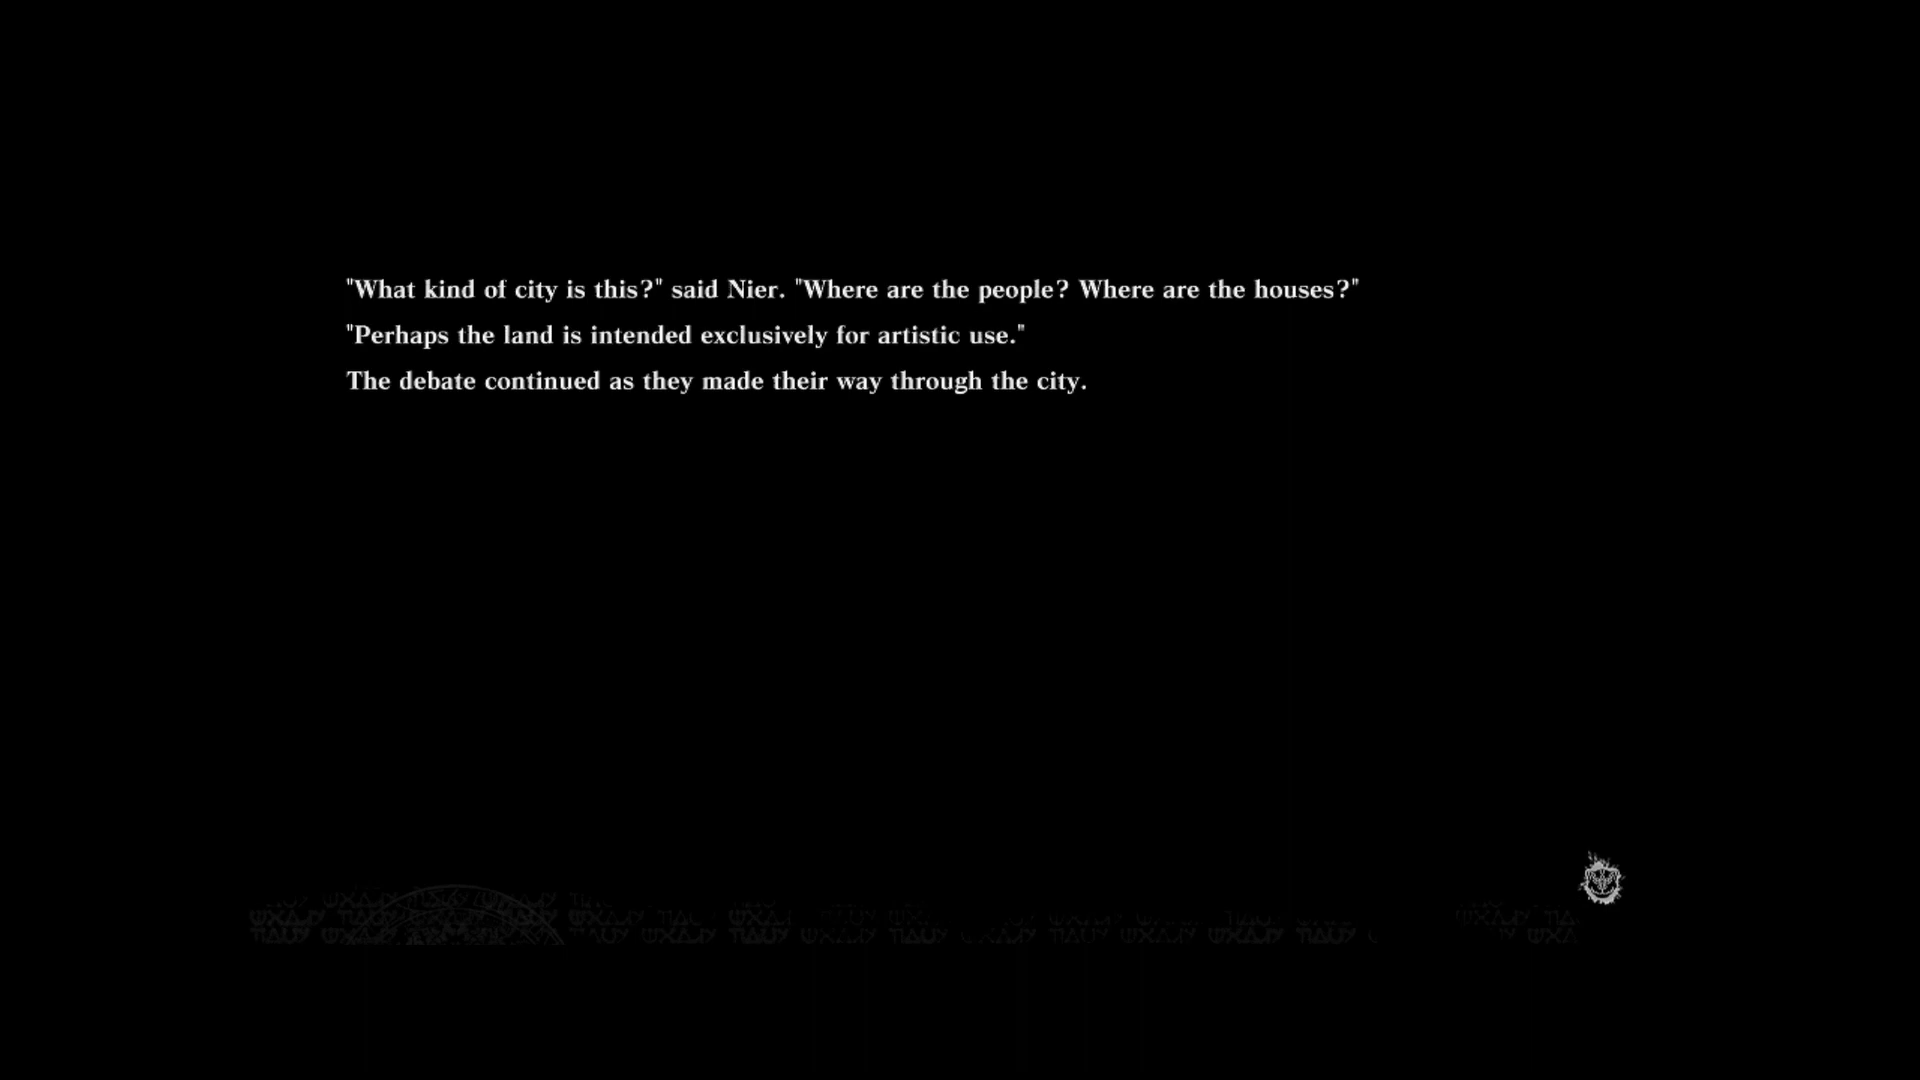 "What kind of city is this?" said Nier. "Where are the people? Where are the houses?"
"Perhaps the land is intended exclusively for artistic use."
The debate continued as they made their way through the city.